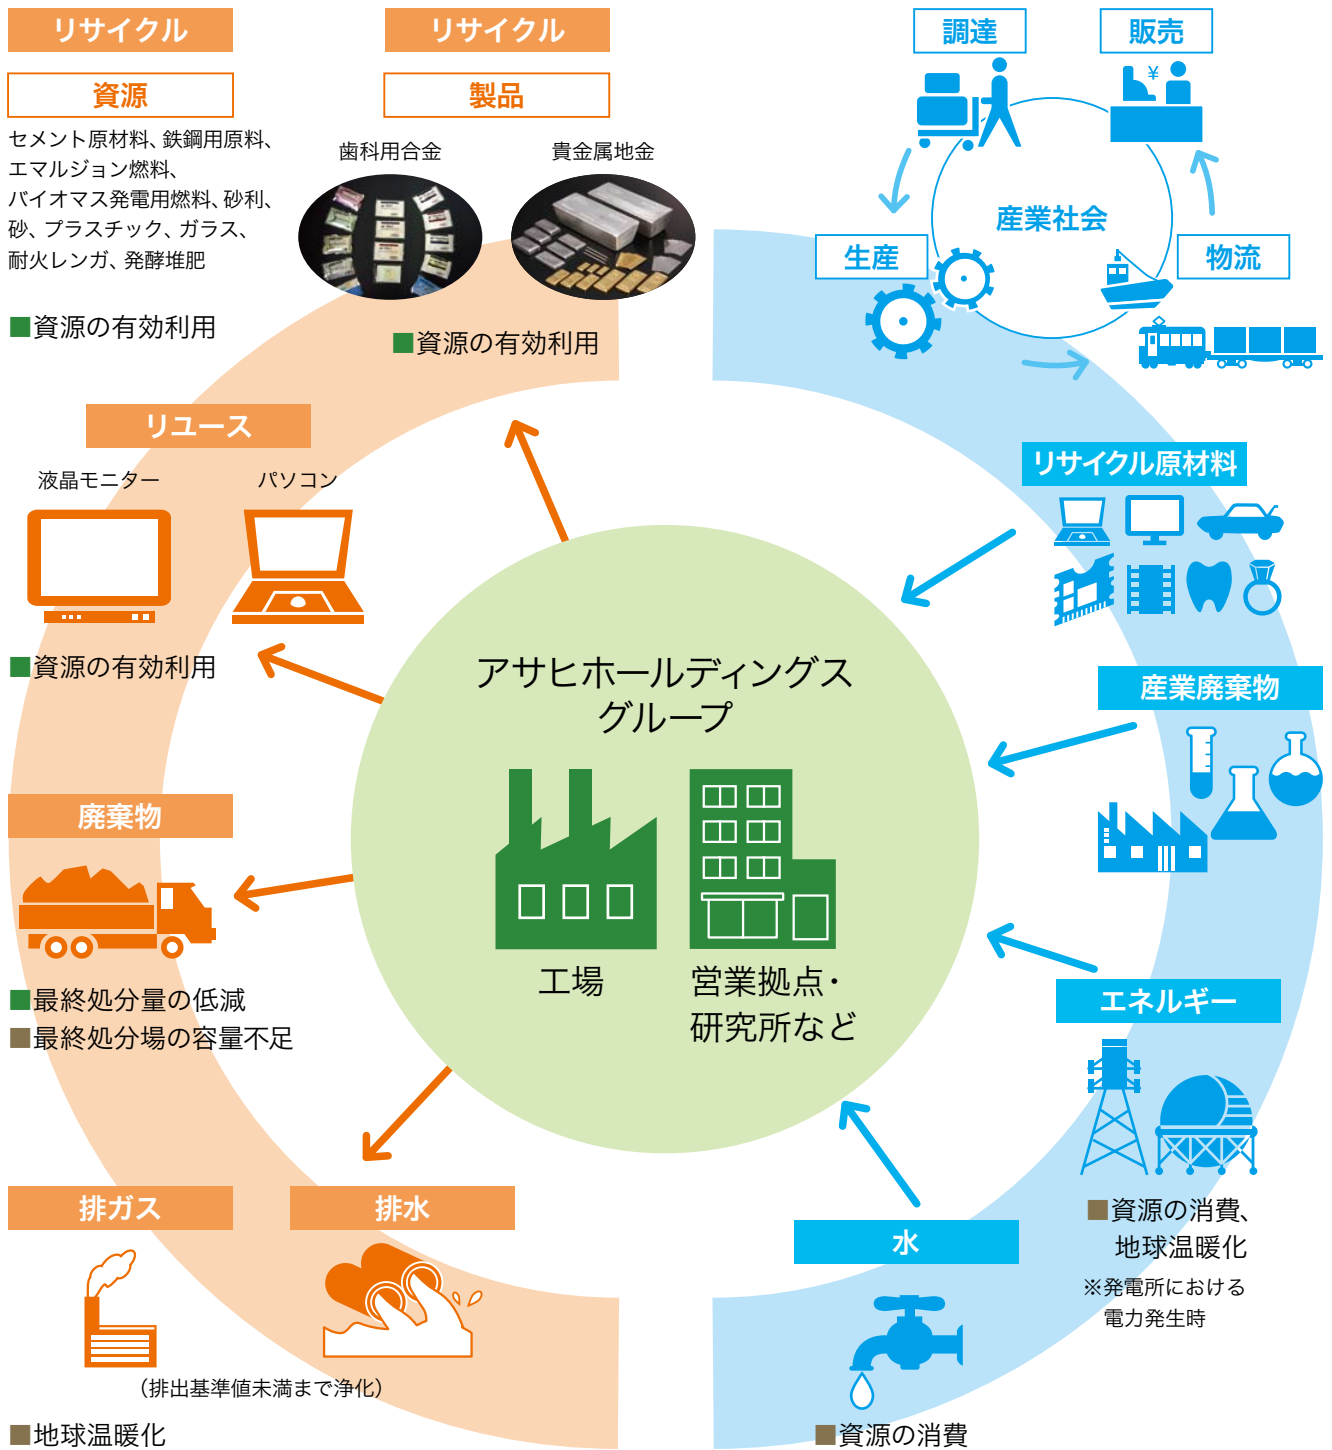 リサイクル
資源
セメント原材料、鉄鋼用原料、
エマルジョン燃料、
バイオマス発電用燃料、砂利、
砂、プラスチック、ガラス、
耐火レンガ、発酵堆肥
■資源の有効利用
リサイクル
製品
歯科用合金
貴金属地金
■資源の有効利用
調達
販売
¥
産業社会
生産
物流
リユース
液晶モニター
パソコン
■資源の有効利用
リサイクル原材料
産業廃棄物
アサヒホールディングス
グループ
工場
営業拠点・
研究所など
廃棄物
■最終処分量の低減
■最終処分場の容量不足
エネルギー
■資源の消費、
地球温暖化
※発電所における
電力発生時
排ガス
排水
（排出基準値未満まで浄化）
■地球温暖化
水
■資源の消費